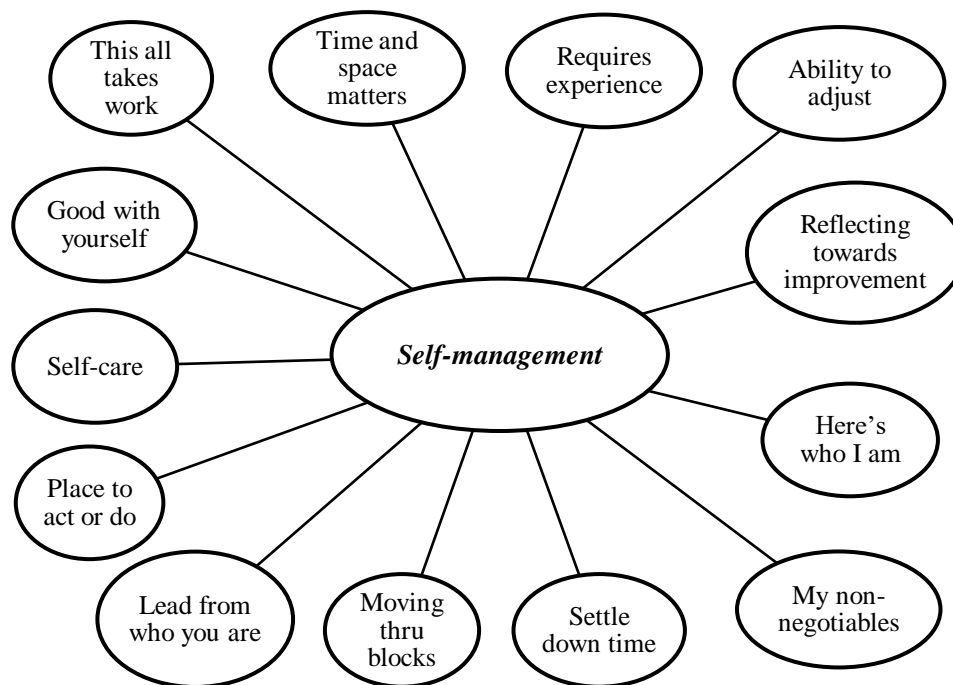 This all
takes
work
Time and
space
matters
Requires
experience
Ability to
adjust
Good with
yourself
Reflecting
towards
improvement
Self-management
Self-care
Here’s
who I am
Place to
act or do
Lead from
who you are
Moving
thru
blocks
Settle
down time
My non-
negotiables